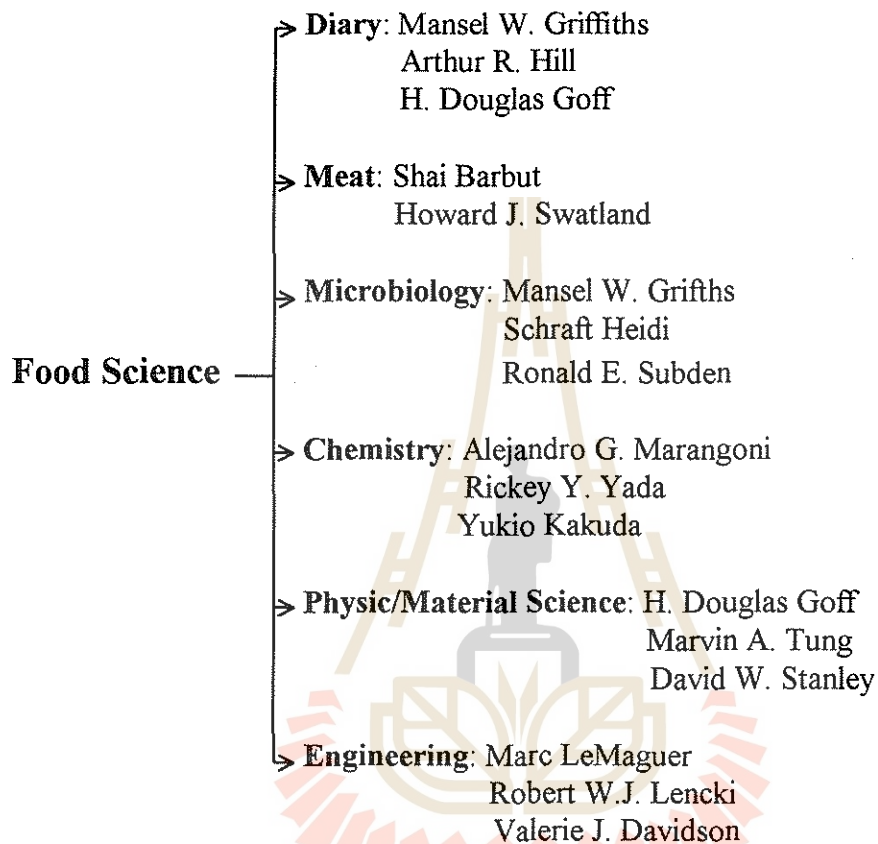 Diary: Mansel W. Griffiths
Arthur R. Hill
H. Douglas Goff
Meat: Shai Barbut
Howard J. Swatland
Microbiology: Mansel W. Grifths
Schraft Heidi
Ronald E. Subden
Food Science
Chemistry: Alejandro G. Marangoni
Rickey Y. Yada
Yukio Kakuda
Physic/Material Science: H. Douglas Goff
Marvin A. Tung
David W. Stanley
Engineering: Marc LeMaguer
Robert W.J. Lencki
Valerie J. Davidson